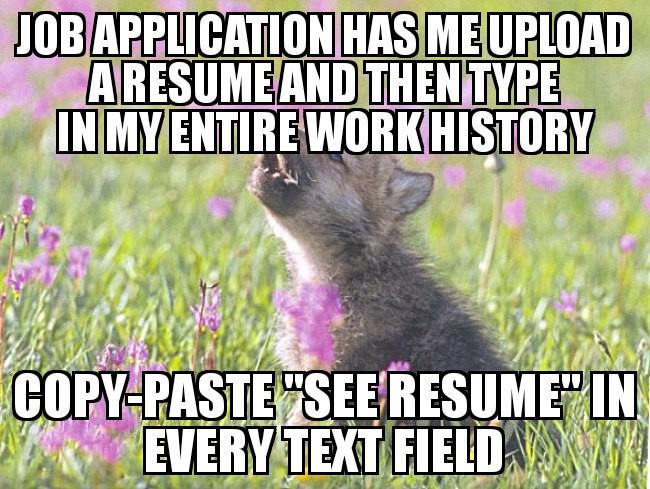 JOB APPLICATION HAS ME UPLOAD
A RESUME AND THEN TYPE
IN MY ENTIRE WORK HISTORY
COPY-PASTE "SEE RESUME" IN
EVERY TEXT FIELD